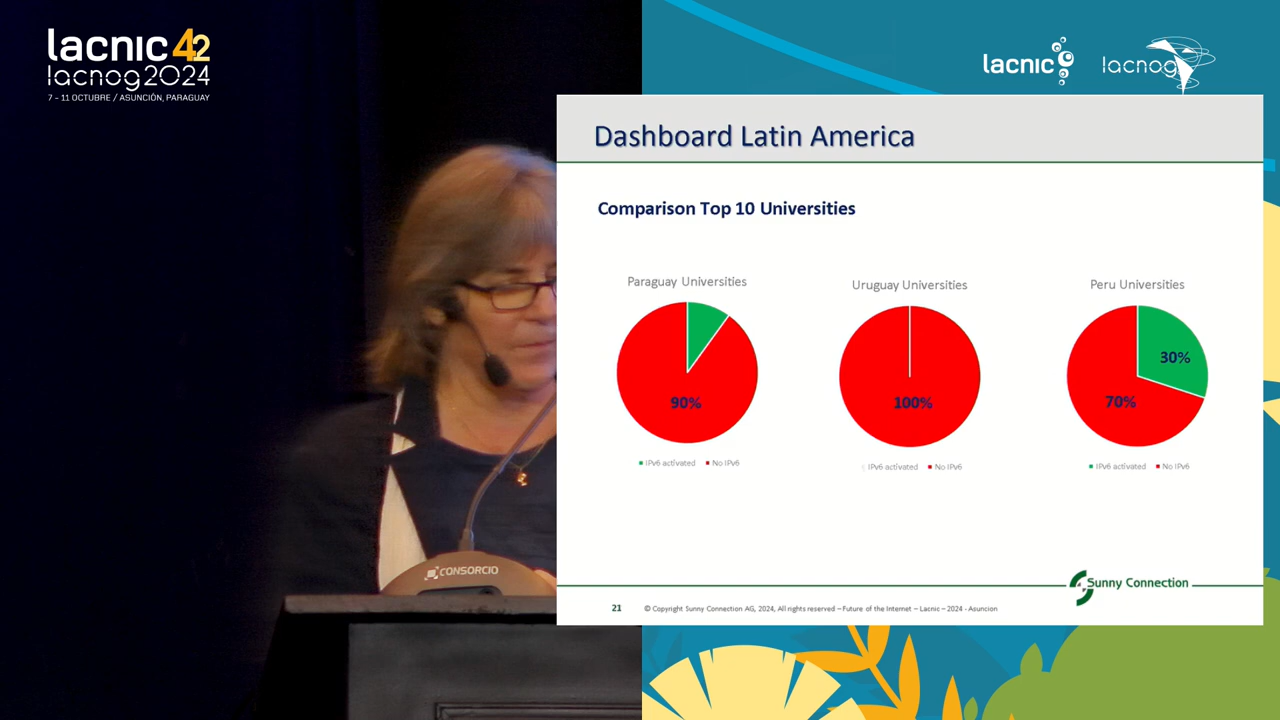 lacnic 42
lacnog2024
7 - 11 OCTUBRE / ASUNCIÓN, PARAGUAY
lacnic
lacnog
Dashboard Latin America
Comparison Top 10 Universities
Paraguay Universities
90%
IPv6 activated No IPv6
Uruguay Universities
100%
IPv6 activated No IPv6
Peru Universities
30%
70%
IPv6 activated No IPv6
Sunny Connection
21 © Copyright Sunny Connection AG, 2024, All rights reserved – Future of the Internet – Lacnic – 2024 - Asuncion
CONSORCIO